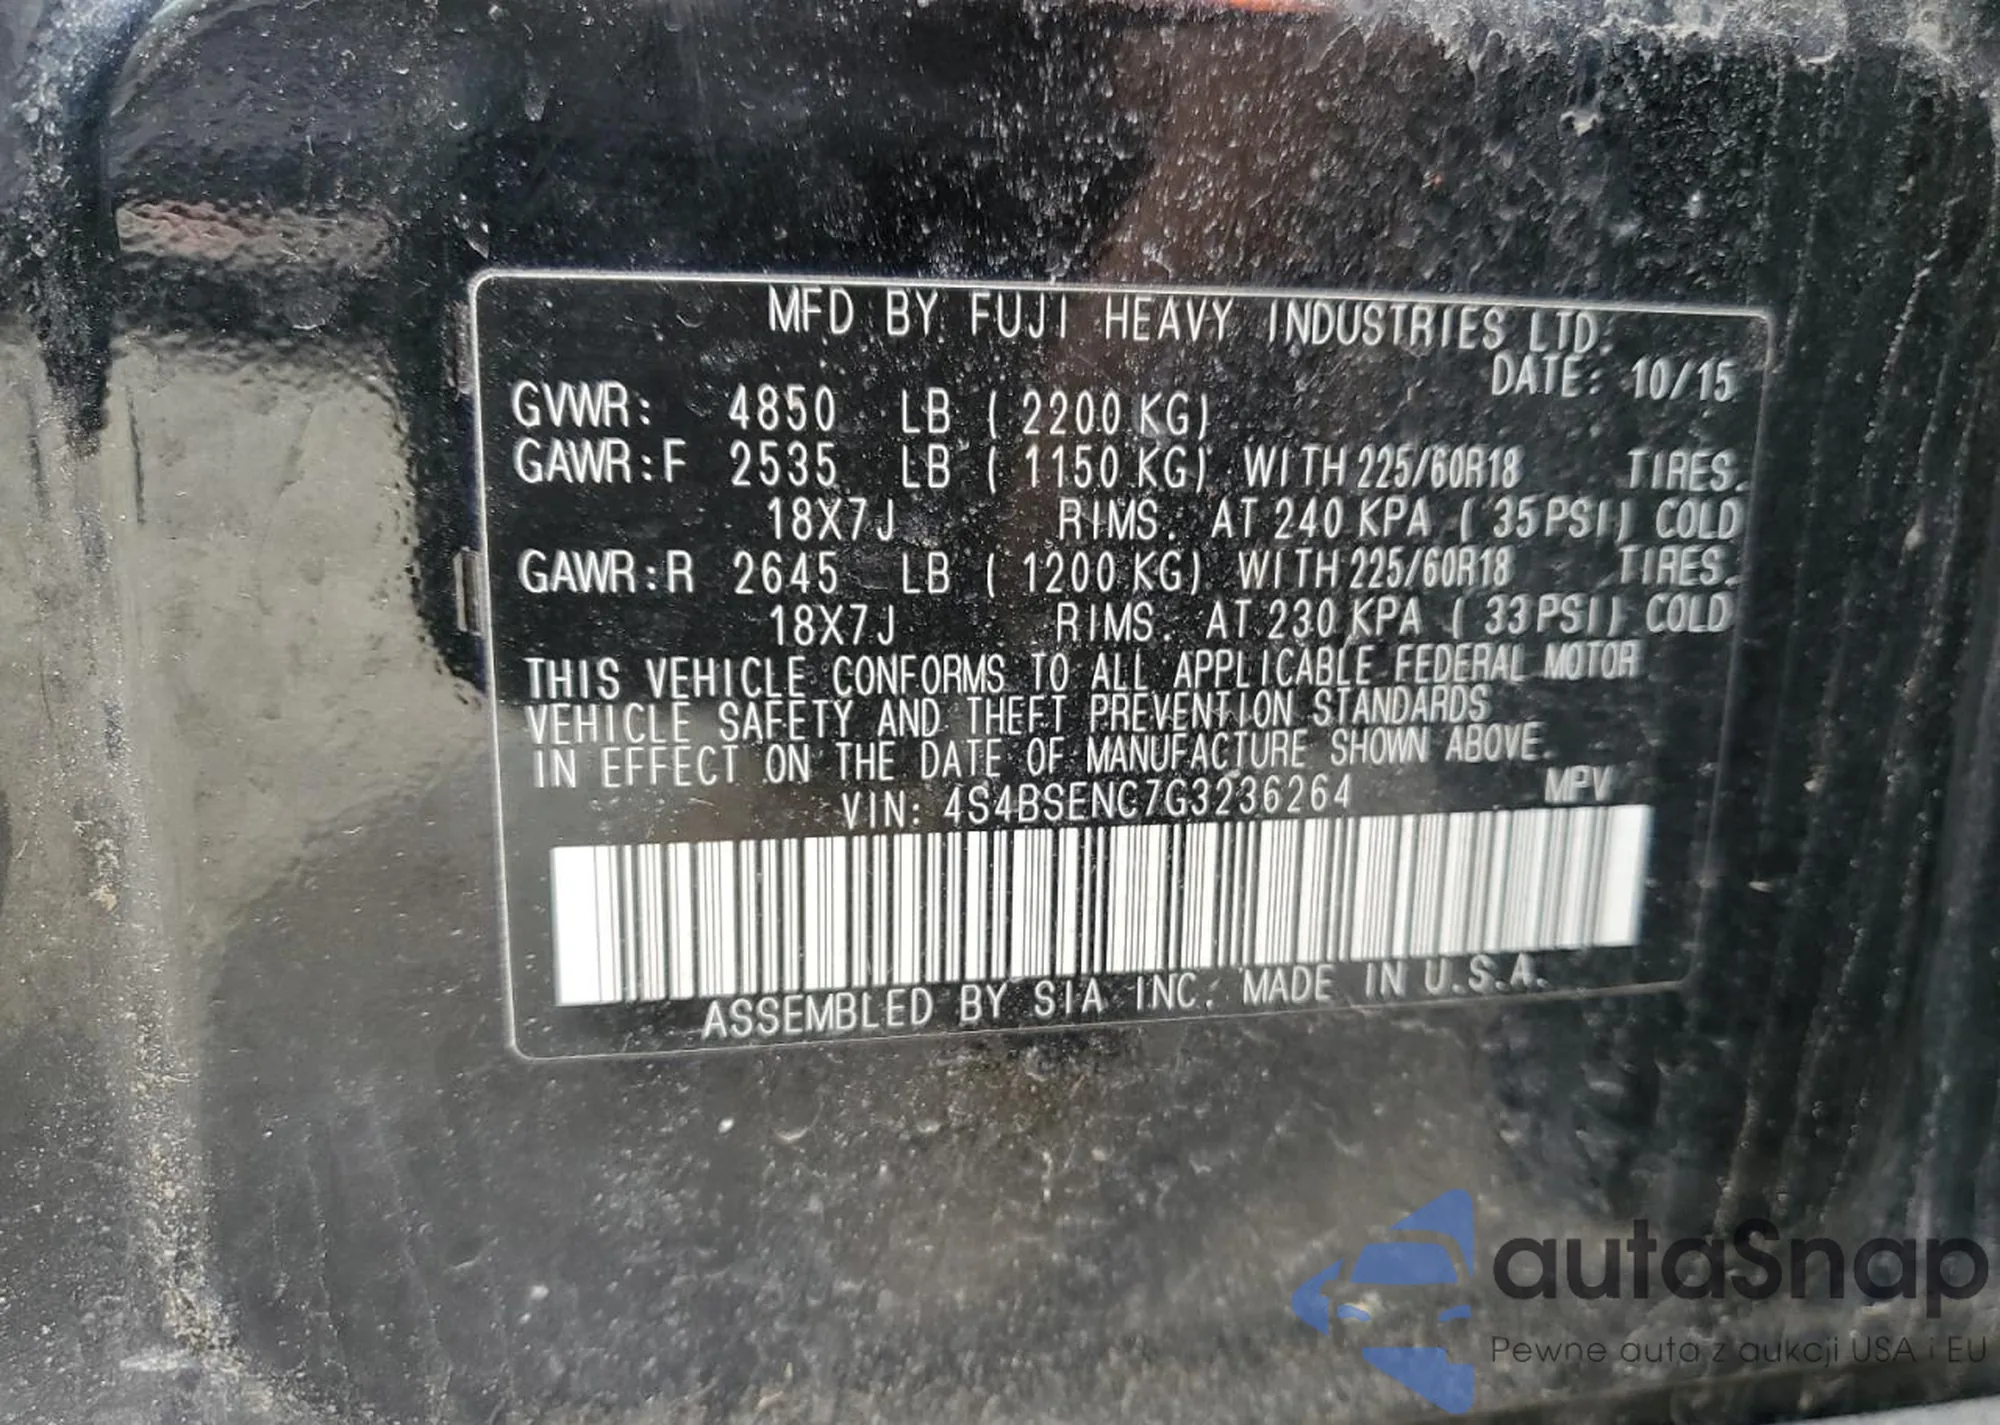 MFD BY FUJI HEAVY INDUSTRIES LTD.
DATE: 10/15
GVWR: 4850 LB ( 2200 KG)
GAWR:F 2535 LB ( 1150 KG) WITH 225/60R18 TIRES.
18X7J RIMS. AT 240 KPA ( 35 PSI) COLD
GAWR:R 2645 LB ( 1200 KG) WITH 225/60R18 TIRES.
18X7J RIMS. AT 230 KPA ( 33 PSI) COLD
THIS VEHICLE CONFORMS TO ALL APPLICABLE FEDERAL MOTOR
VEHICLE SAFETY AND THEFT PREVENTION STANDARDS
IN EFFECT ON THE DATE OF MANUFACTURE SHOWN ABOVE.
VIN: 4S4BSENC7G3236264 MPV
ASSEMBLED BY SIA INC. MADE IN U.S.A.
autaSnap
Pewne auta z aukcji USA i EU